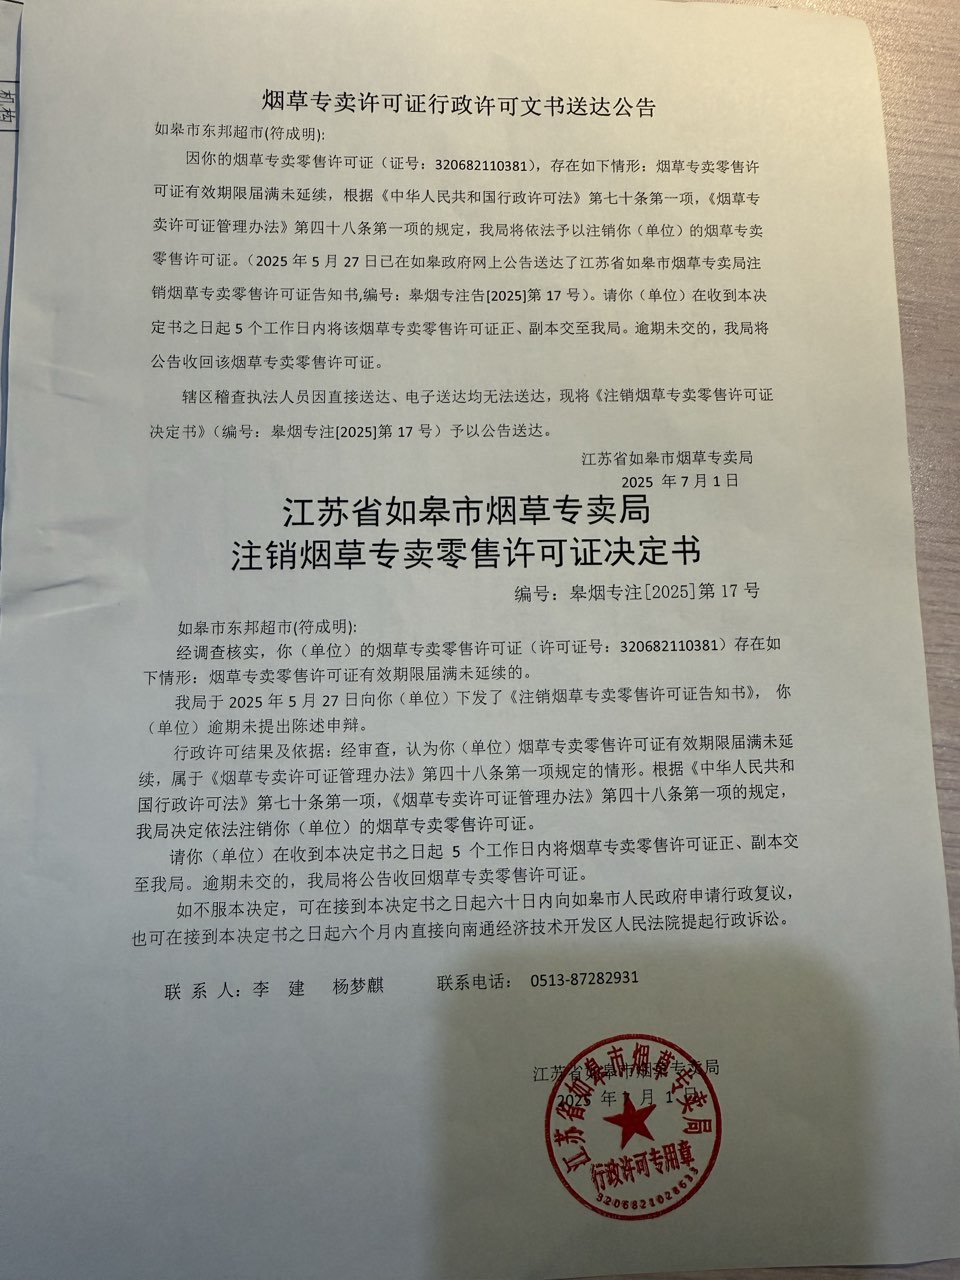 烟草专卖许可证行政许可文书送达公告
如皋市东邦超市(符成明):
因你的烟草专卖零售许可证（证号：320682110381），存在如下情形：烟草专卖零售许
可证有效期限届满未延续，根据《中华人民共和国行政许可法》第七十条第一项，《烟草专
卖许可证管理办法》第四十八条第一项的规定，我局将依法予以注销你（单位）的烟草专卖
零售许可证。（2025 年 5 月 27 日已在如皋政府网上公告送达了江苏省如皋市烟草专卖局注
销烟草专卖零售许可证告知书,编号：皋烟专注告[2025]第 17 号）。请你（单位）在收到本决
定书之日起 5 个工作日内将该烟草专卖零售许可证正、副本交至我局。逾期未交的，我局将
公告收回该烟草专卖零售许可证。
辖区稽查执法人员因直接送达、电子送达均无法送达，现将《注销烟草专卖零售许可证
决定书》（编号：皋烟专注[2025]第 17 号）予以公告送达。
江苏省如皋市烟草专卖局
2025 年 7 月 1 日
江苏省如皋市烟草专卖局
注销烟草专卖零售许可证决定书
编号：皋烟专注[2025]第 17 号
如皋市东邦超市(符成明):
经调查核实，你（单位）的烟草专卖零售许可证（许可证号：320682110381）存在如
下情形：烟草专卖零售许可证有效期限届满未延续的。
我局于 2025 年 5 月 27 日向你（单位）下发了《注销烟草专卖零售许可证告知书》， 你
（单位）逾期未提出陈述申辩。
行政许可结果及依据：经审查，认为你（单位）烟草专卖零售许可证有效期限届满未延
续，属于《烟草专卖许可证管理办法》第四十八条第一项规定的情形。根据《中华人民共和
国行政许可法》第七十条第一项，《烟草专卖许可证管理办法》第四十八条第一项的规定，
我局决定依法注销你（单位）的烟草专卖零售许可证。
请你（单位）在收到本决定书之日起 5 个工作日内将烟草专卖零售许可证正、副本交
至我局。逾期未交的，我局将公告收回烟草专卖零售许可证。
如不服本决定，可在接到本决定书之日起六十日内向如皋市人民政府申请行政复议，
也可在接到本决定书之日起六个月内直接向南通经济技术开发区人民法院提起行政诉讼。
联 系 人：李 建 杨梦麒 联系电话： 0513-87282931
江苏省如皋市烟草专卖局
2025 年 7 月 1 日
江苏省如皋市烟草专卖局
行政许可专用章
3206821028633